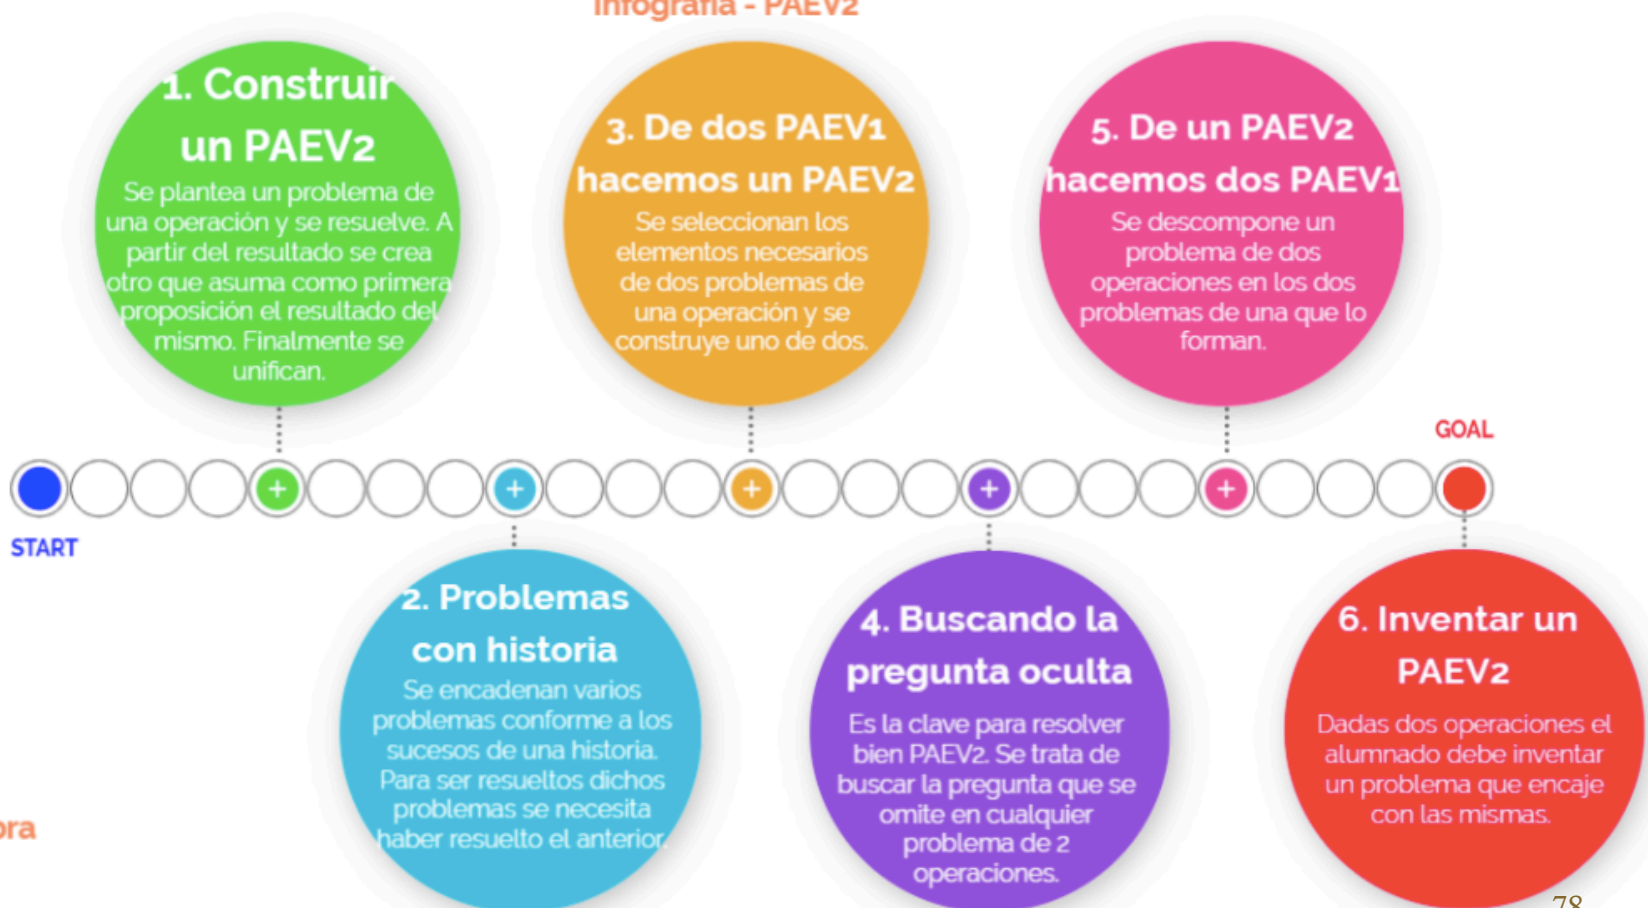 Infografía - PAEV2
1. Construir
un PAEV2
Se plantea un problema de
una operación y se resuelve. A
partir del resultado se crea
otro que asuma como primera
proposición el resultado del
mismo. Finalmente se
unifican.
3. De dos PAEV1
hacemos un PAEV2
Se seleccionan los
elementos necesarios
de dos problemas de
una operación y se
construye uno de dos.
5. De un PAEV2
hacemos dos PAEV1
Se descompone un
problema de dos
operaciones en los dos
problemas de una que lo
forman.
GOAL
START
2. Problemas
con historia
Se encadenan varios
problemas conforme a los
sucesos de una historia.
Para ser resueltos dichos
problemas se necesita
haber resuelto el anterior.
4. Buscando la
pregunta oculta
Es la clave para resolver
bien PAEV2. Se trata de
buscar la pregunta que se
omite en cualquier
problema de 2
operaciones.
6. Inventar un
PAEV2
Dadas dos operaciones el
alumnado debe inventar
un problema que encaje
con las mismas.
78